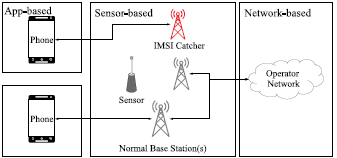 App-based
Sensor-based
Network-based
Phone
IMSI Catcher
Sensor
Operator
Network
Phone
Normal Base Station(s)